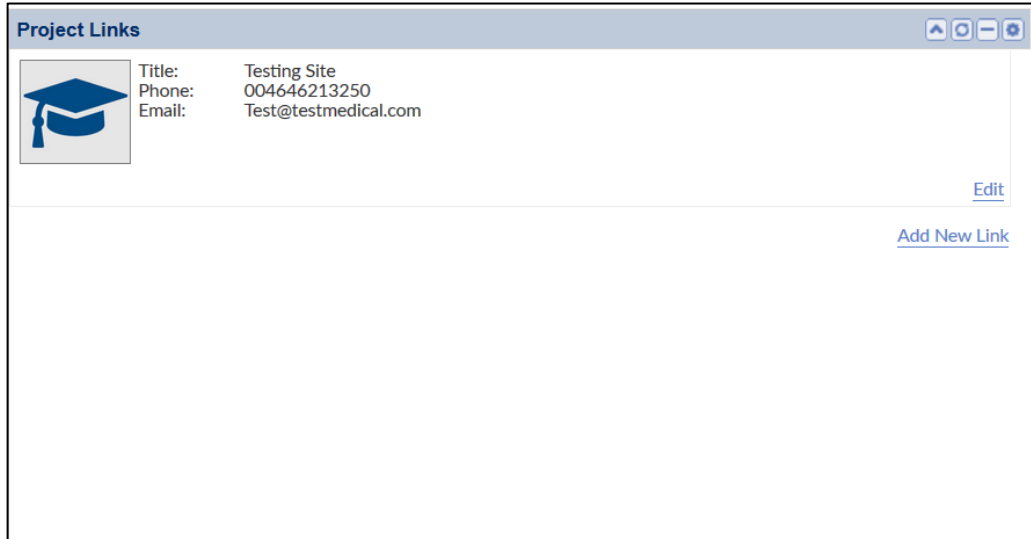 Project Links
Title: Testing Site
Phone: 004646213250
Email: Test@testmedical.com
Edit
Add New Link